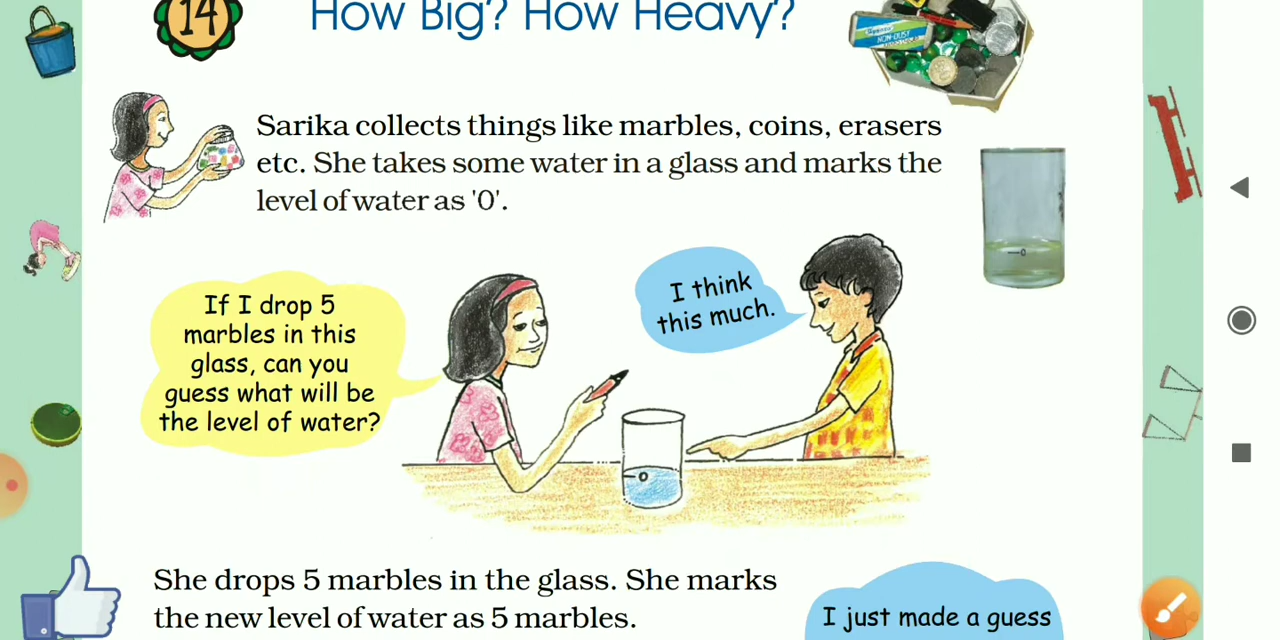 14
How Big? How Heavy?
NON-DUST
Sarika collects things like marbles, coins, erasers
etc. She takes some water in a glass and marks the
level of water as '0'.
0
If I drop 5
marbles in this
glass, can you
guess what will be
the level of water?
I think
this much.
0
She drops 5 marbles in the glass. She marks
the new level of water as 5 marbles.
I just made a guess